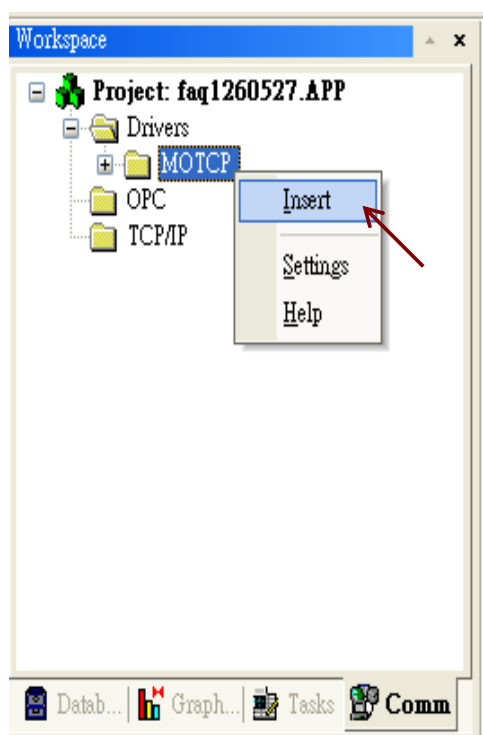 Workspace
Project: faq1260527.APP
Drivers
MOTCP
OPC
TCP/IP
Insert
Settings
Help
Datab... Graph... Tasks Comm